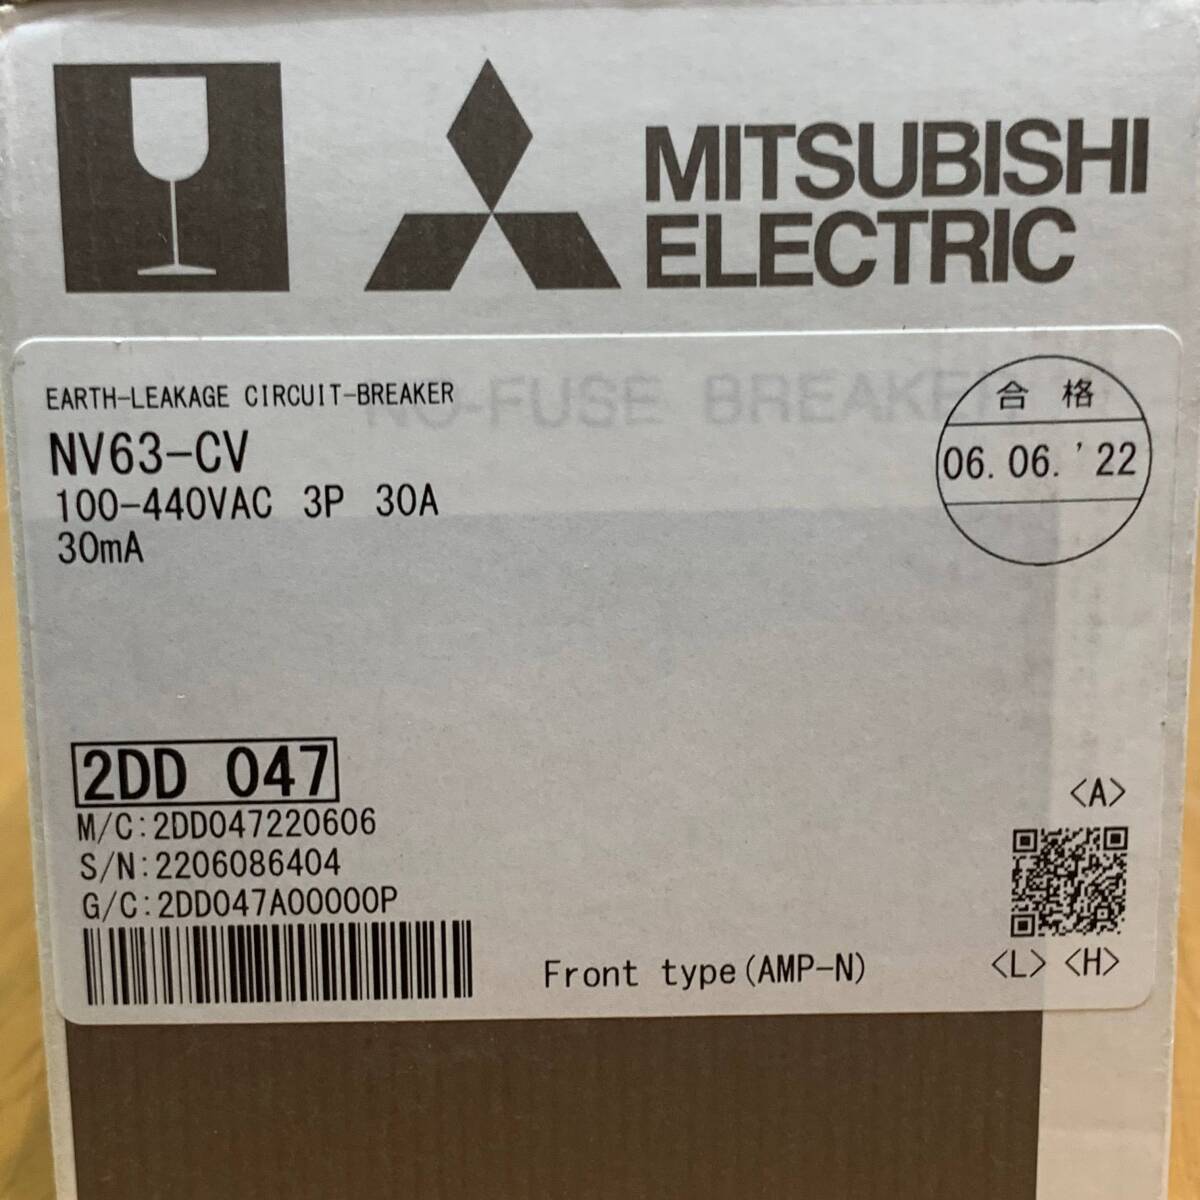 MITSUBISHI
ELECTRIC
EARTH-LEAKAGE CIRCUIT-BREAKER
NO-FUSE BREAKER
NV63-CV
100-440VAC 3P 30A
30mA
合格
06.06.'22
2DD 047
M/C:2DD047220606
S/N:2206086404
G/C:2DD047A00000P
Front type(AMP-N)
<A>
<L> <H>